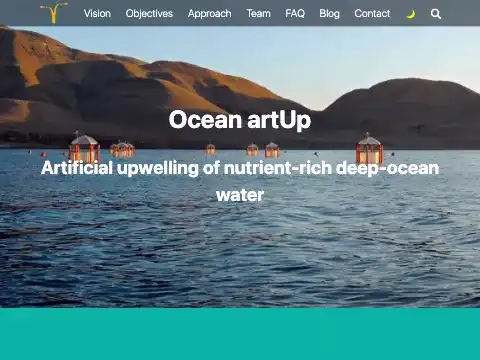 Vision Objectives Approach Team FAQ Blog Contact
Ocean artUp
Artificial upwelling of nutrient-rich deep-ocean
water